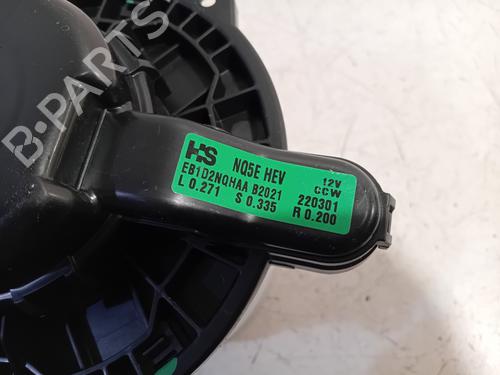 B-PARTS
HS NQ5E HEV 12V
EB1D2NQHAA B2021 CCW
L 0.271 S 0.335 220301
R 0.200